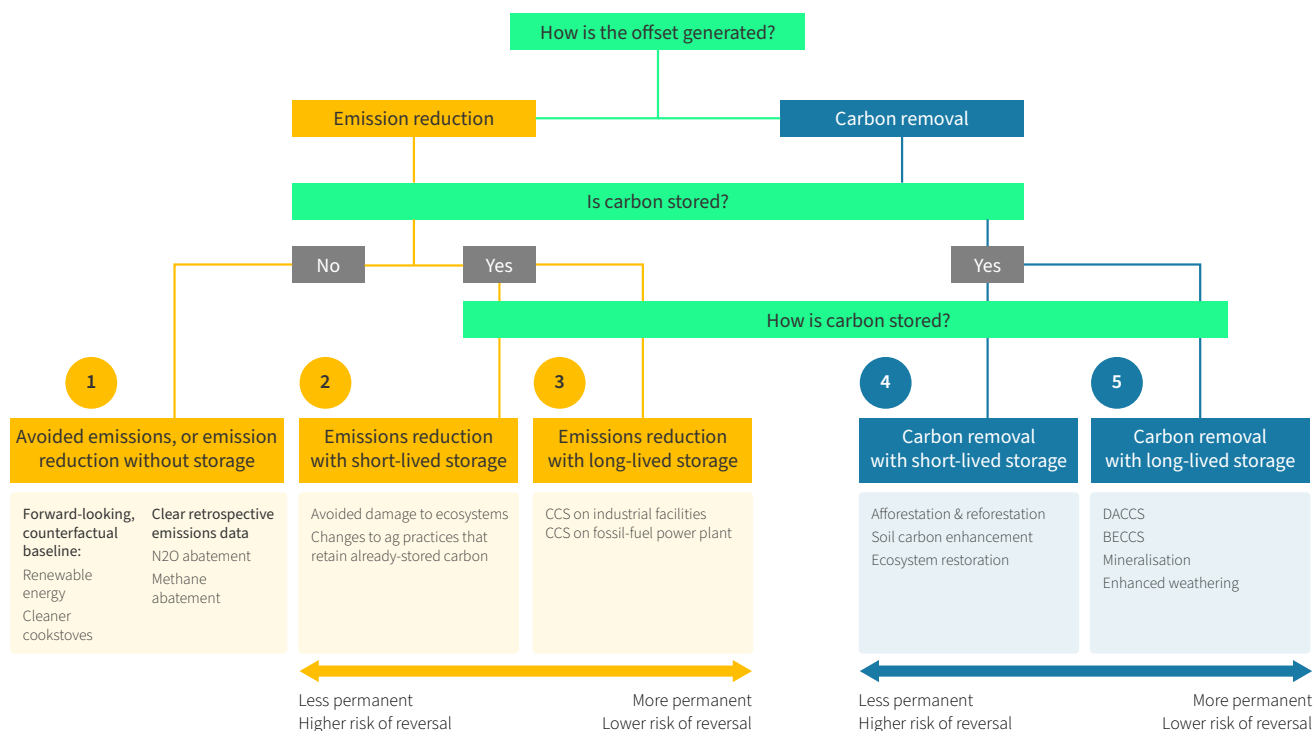 How is the offset generated?
Emission reduction
Carbon removal
Is carbon stored?
No
Yes
Yes
How is carbon stored?
1
2
3
4
5
Avoided emissions, or emission
reduction without storage
Emissions reduction
with short-lived storage
Emissions reduction
with long-lived storage
Carbon removal
with short-lived storage
Carbon removal
with long-lived storage
Forward-looking,
counterfactual
baseline:
Renewable
energy
Cleaner
cookstoves
Clear retrospective
emissions data
N2O abatement
Methane
abatement
Avoided damage to ecosystems
Changes to ag practices that
retain already-stored carbon
CCS on industrial facilities
CCS on fossil-fuel power plant
Afforestation & reforestation
Soil carbon enhancement
Ecosystem restoration
DACCS
BECCS
Mineralisation
Enhanced weathering
Less permanent
Higher risk of reversal
More permanent
Lower risk of reversal
Less permanent
Higher risk of reversal
More permanent
Lower risk of reversal